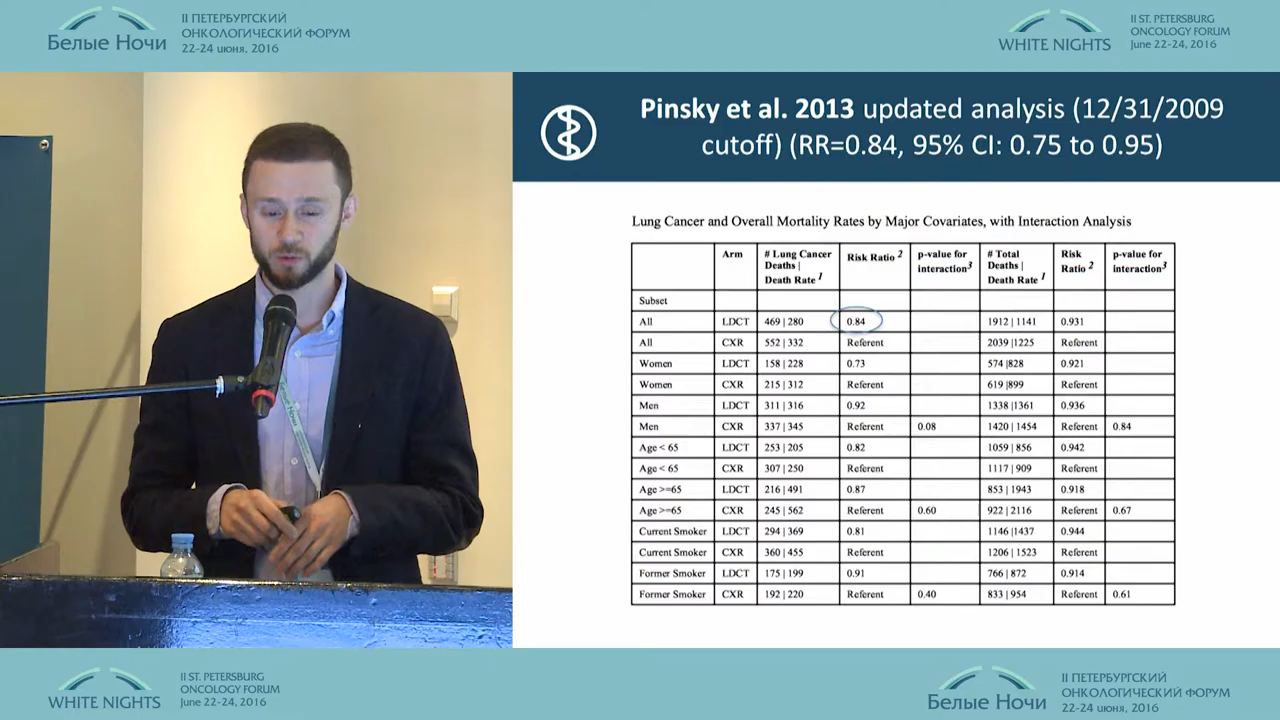 II ПЕТЕРБУРГСКИЙ
ОНКОЛОГИЧЕСКИЙ ФОРУМ
Белые Ночи
22-24 июня, 2016
II ST. PETERSBURG
ONCOLOGY FORUM
WHITE NIGHTS
June 22-24, 2016
Pinsky et al. 2013 updated analysis (12/31/2009
cutoff) (RR=0.84, 95% CI: 0.75 to 0.95)
Lung Cancer and Overall Mortality Rates by Major Covariates, with Interaction Analysis
Arm # Lung Cancer Deaths | Death Rate 1 Risk Ratio 2 p-value for interaction3 # Total Deaths | Death Rate 1 Risk Ratio 2 p-value for interaction3
Subset
All LDCT 469 | 280 0.84 1912 | 1141 0.931
All CXR 552 | 332 Referent 2039 |1225 Referent
Women LDCT 158 | 228 0.73 574 |828 0.921
Women CXR 215 | 312 Referent 619 |899 Referent
Men LDCT 311 | 316 0.92 1338 |1361 0.936
Men CXR 337 | 345 Referent 0.08 1420 | 1454 Referent 0.84
Age < 65 LDCT 253 | 205 0.82 1059 | 856 0.942
Age < 65 CXR 307 | 250 Referent 1117 | 909 Referent
Age >=65 LDCT 216 | 491 0.87 853 | 1943 0.918
Age >=65 CXR 245 | 562 Referent 0.60 922 | 2116 Referent 0.67
Current Smoker LDCT 294 | 369 0.81 1146 |1437 0.944
Current Smoker CXR 360 | 455 Referent 1206 | 1523 Referent
Former Smoker LDCT 175 | 199 0.91 766 | 872 0.914
Former Smoker CXR 192 | 220 Referent 0.40 833 | 954 Referent 0.61
II ST. PETERSBURG
ONCOLOGY FORUM
WHITE NIGHTS
June 22-24, 2016
II ПЕТЕРБУРГСКИЙ
ОНКОЛОГИЧЕСКИЙ ФОРУМ
Белые Ночи
22-24 июня, 2016